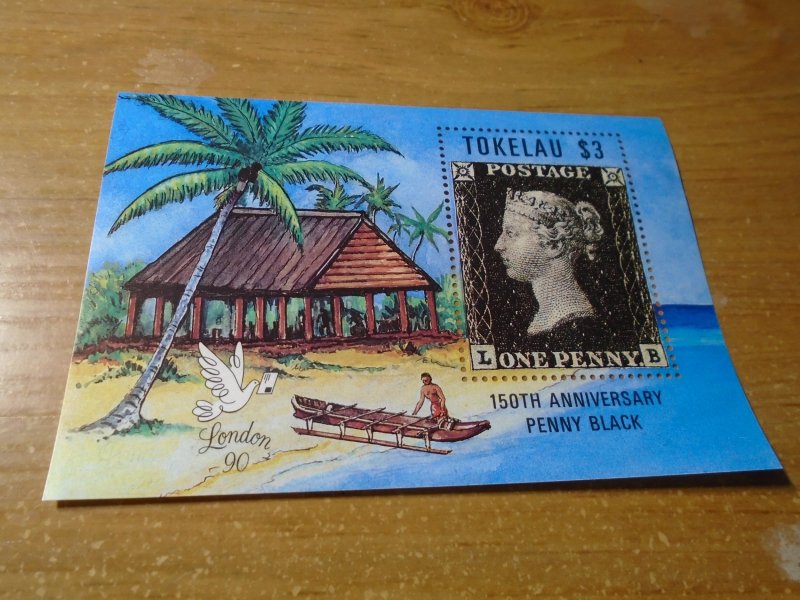 TOKELAU $3
POSTAGE
L ONE PENNY B
150TH ANNIVERSARY
PENNY BLACK
London
90